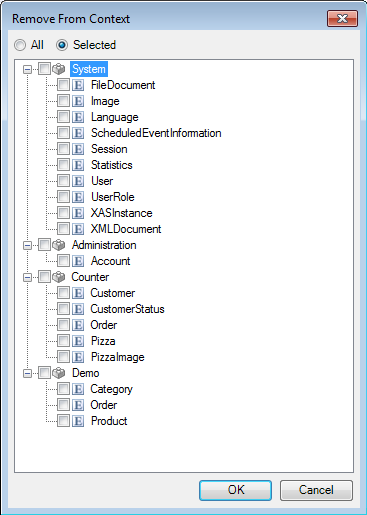 Remove From Context
All Selected
System
E FileDocument
E Image
E Language
E ScheduledEventInformation
E Session
E Statistics
E User
E UserRole
E XASInstance
E XMLDocument
Administration
E Account
Counter
E Customer
E CustomerStatus
E Order
E Pizza
E PizzaImage
Demo
E Category
E Order
E Product
OK Cancel